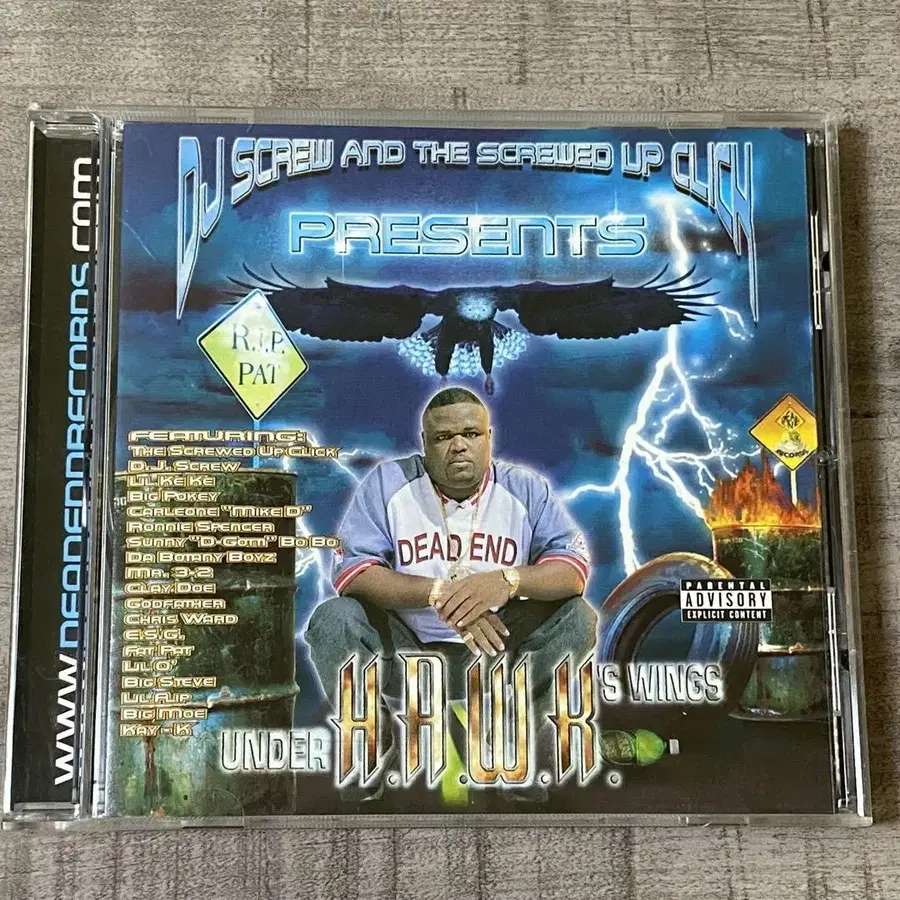 www.DEADENDRECORDS.com
DJ SCREW AND THE SCREWED UP CLICK
PRESENTS
R.I.P.
PAT
FEATURING:
THE SCREWED UP CLICK
D.J. SCREW
LIL KE KE
BIG POKEY
CARLEONE "MIKE D"
RONNIE SPENCER
SUNNY "D-GOTTI" BO BO
DA BOTANY BOYZ
MR. 3-2
CLAY DOE
GODFATHER
CHRIS WARD
E.S.G.
FAT PAT
LIL 'O'
BIG STEVE
LIL' FLIP
BIG MOE
KAY-K
DEAD END
RECORDS
PARENTAL
ADVISORY
EXPLICIT CONTENT
UNDER H.A.W.K.'S WINGS